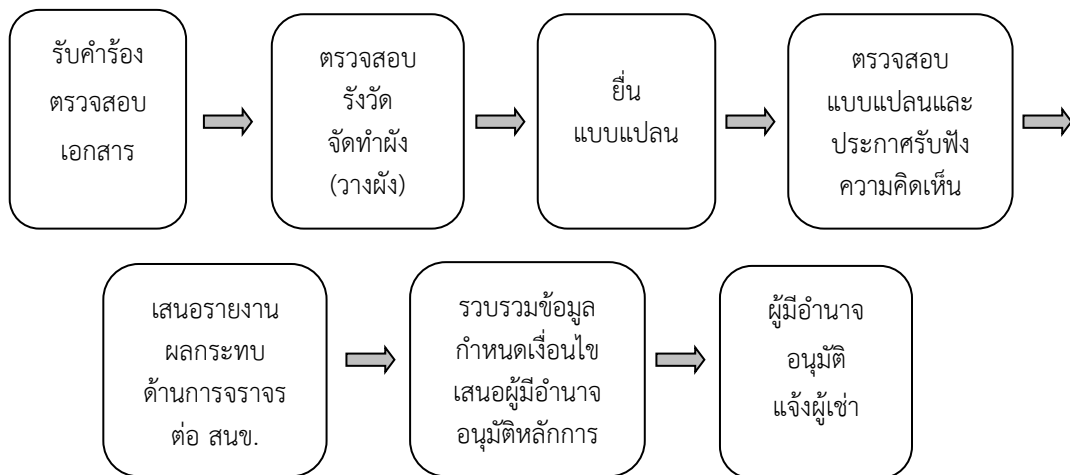 รับคำร้อง
ตรวจสอบ
เอกสาร
ตรวจสอบ
รังวัด
จัดทำผัง
(วางผัง)
ยื่น
แบบแปลน
ตรวจสอบ
แบบแปลนและ
ประกาศรับฟัง
ความคิดเห็น
เสนอรายงาน
ผลกระทบ
ด้านการจราจร
ต่อ สนข.
รวบรวมข้อมูล
กำหนดเงื่อนไข
เสนอผู้มีอำนาจ
อนุมัติหลักการ
ผู้มีอำนาจ
อนุมัติ
แจ้งผู้เช่า